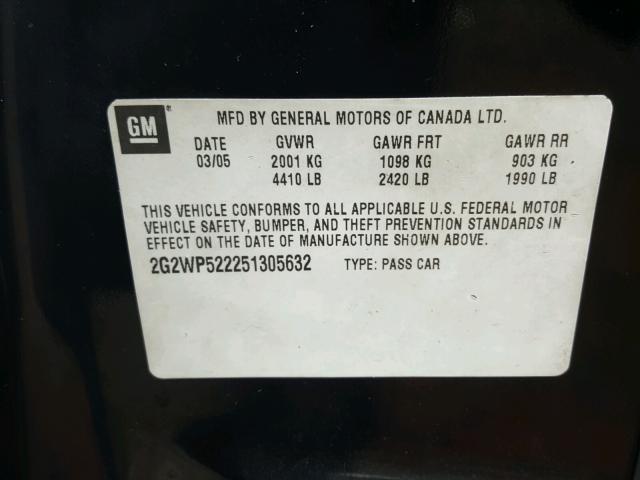 GM ® MFD BY GENERAL MOTORS OF CANADA LTD.
DATE GVWR GAWR FRT GAWR RR
03/05 2001 KG 1098 KG 903 KG
4410 LB 2420 LB 1990 LB
THIS VEHICLE CONFORMS TO ALL APPLICABLE U.S. FEDERAL MOTOR
VEHICLE SAFETY, BUMPER, AND THEFT PREVENTION STANDARDS IN
EFFECT ON THE DATE OF MANUFACTURE SHOWN ABOVE.
2G2WP522251305632 TYPE: PASS CAR